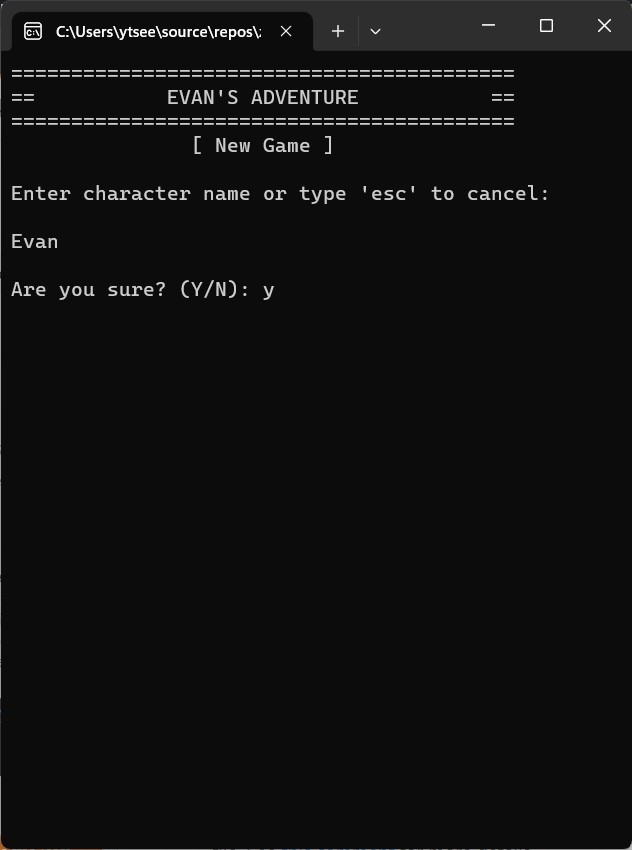 C:\Users\ytsee\source\repos\
==========================================
==           EVAN'S ADVENTURE           ==
==========================================
[ New Game ]
Enter character name or type 'esc' to cancel:
Evan
Are you sure? (Y/N): y